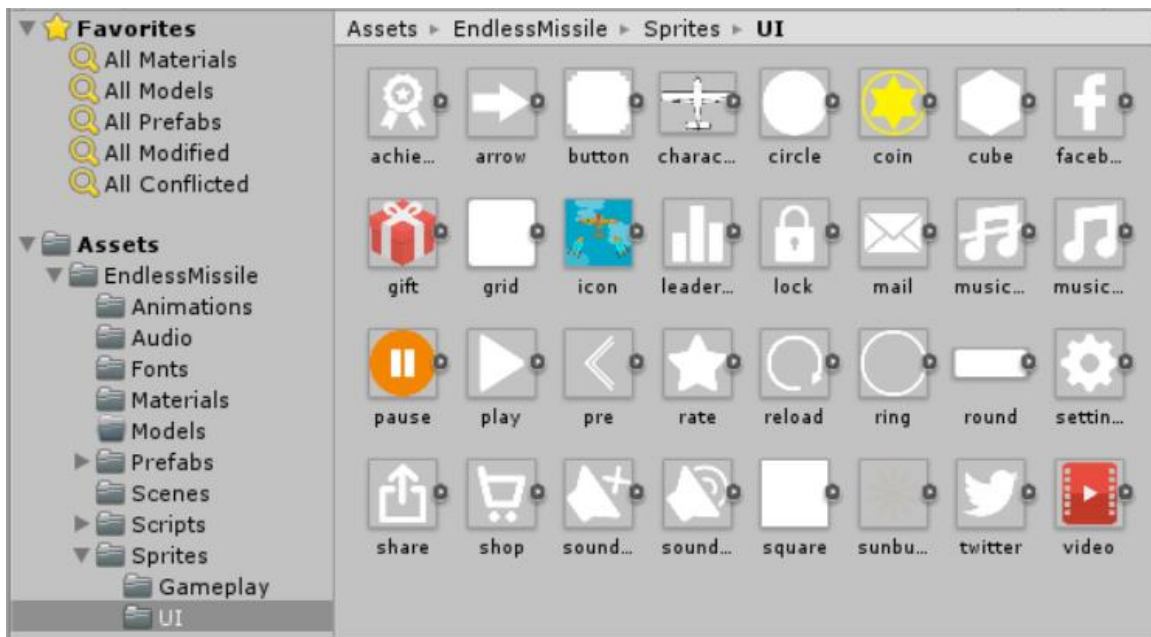 Favorites
All Materials
All Models
All Prefabs
All Modified
All Conflicted
Assets
EndlessMissile
Animations
Audio
Fonts
Materials
Models
Prefabs
Scenes
Scripts
Sprites
Gameplay
UI
Assets EndlessMissile Sprites UI
achie... arrow button charac... circle coin cube faceb...
gift grid icon leader... lock mail music... music...
pause play pre rate reload ring round settin...
share shop sound... sound... square sunbu... twitter video